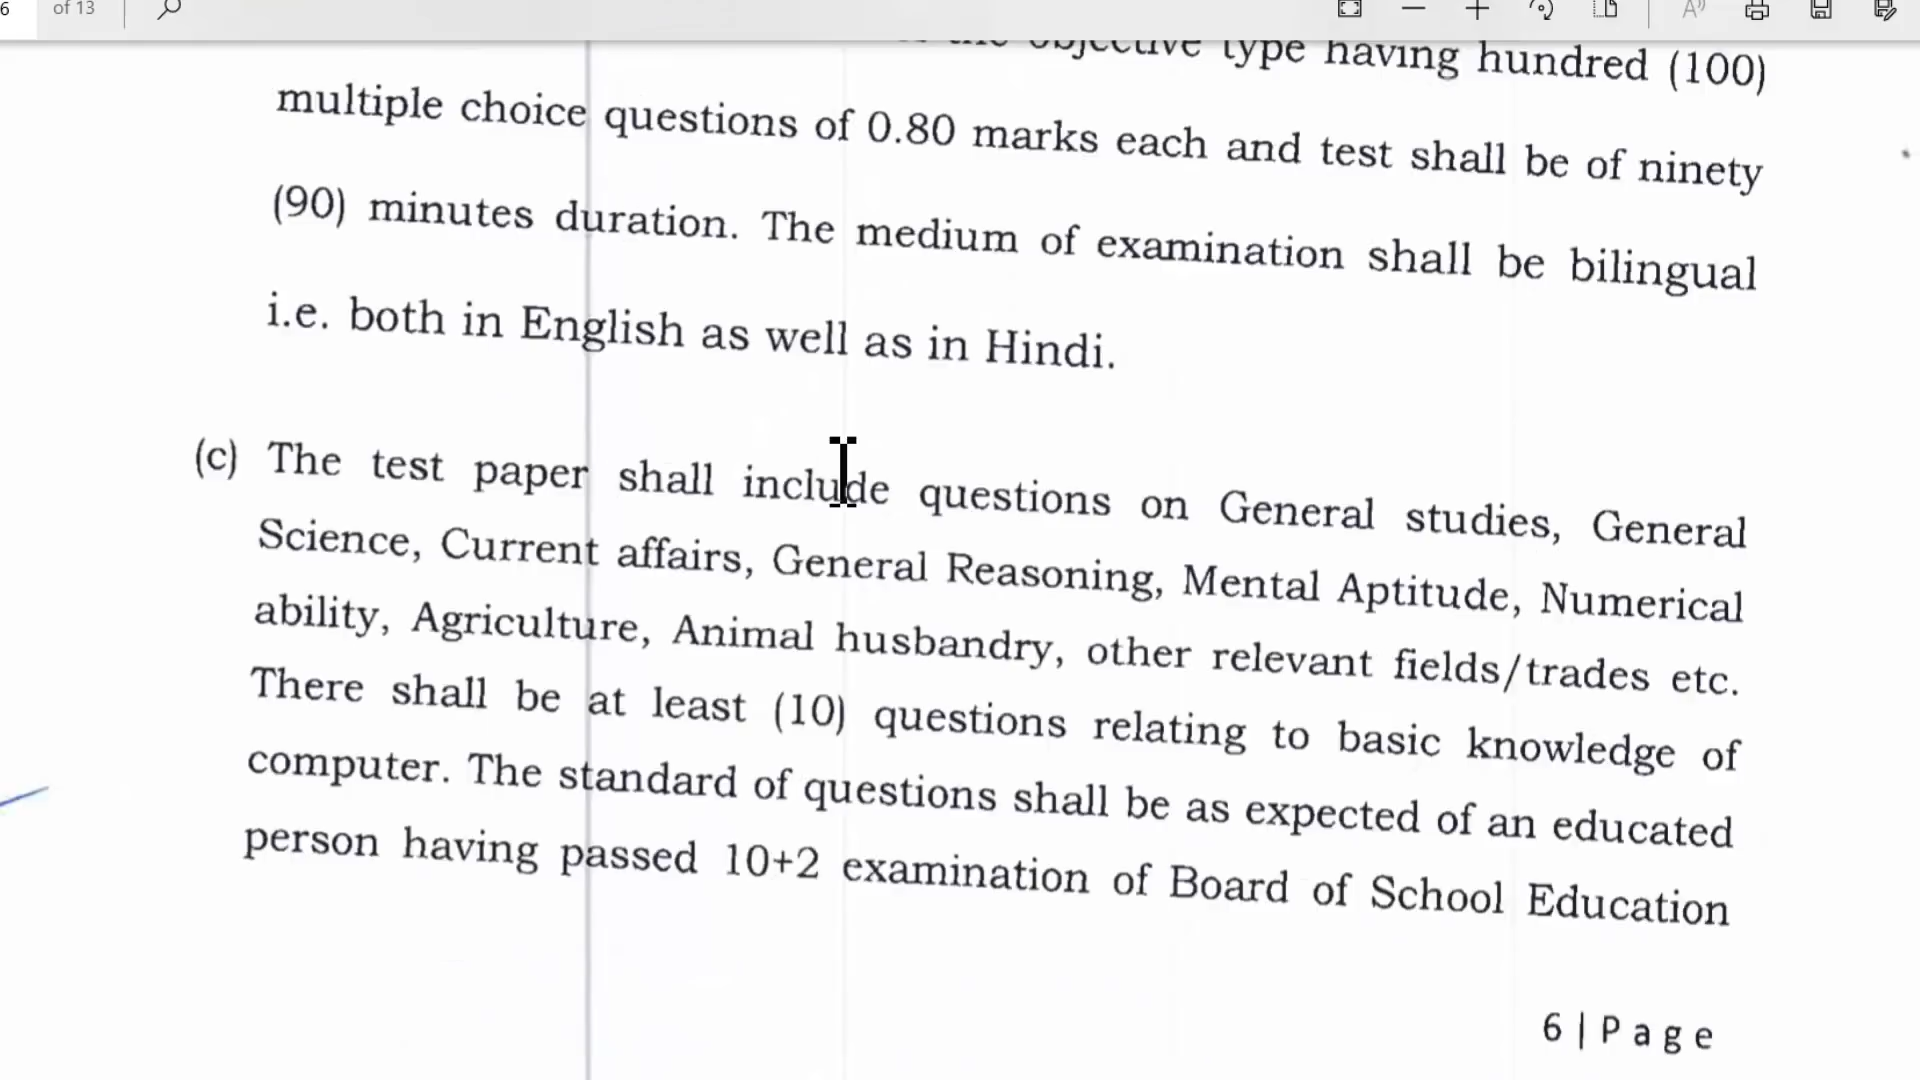 6 of 13
objective type having hundred (100)
multiple choice questions of 0.80 marks each and test shall be of ninety
(90) minutes duration. The medium of examination shall be bilingual
i.e. both in English as well as in Hindi.
(c) The test paper shall include questions on General studies, General
Science, Current affairs, General Reasoning, Mental Aptitude, Numerical
ability, Agriculture, Animal husbandry, other relevant fields/trades etc.
There shall be at least (10) questions relating to basic knowledge of
computer. The standard of questions shall be as expected of an educated
person having passed 10+2 examination of Board of School Education
6 | P a g e